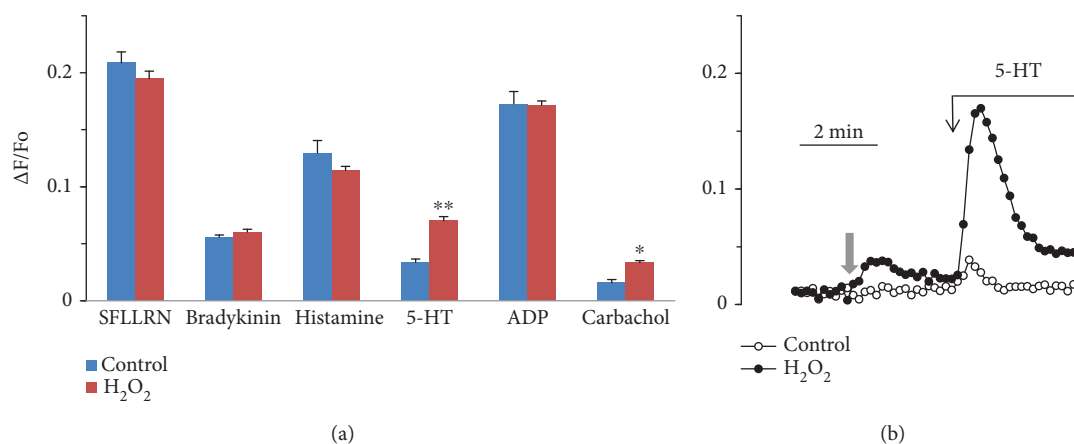 ΔF/Fo
0.2
0.1
0
**
*
SFLLRN Bradykinin Histamine 5-HT ADP Carbachol
Control
H₂O₂
(a)
0.2
0.1
0
5-HT
2 min
Control
H₂O₂
(b)